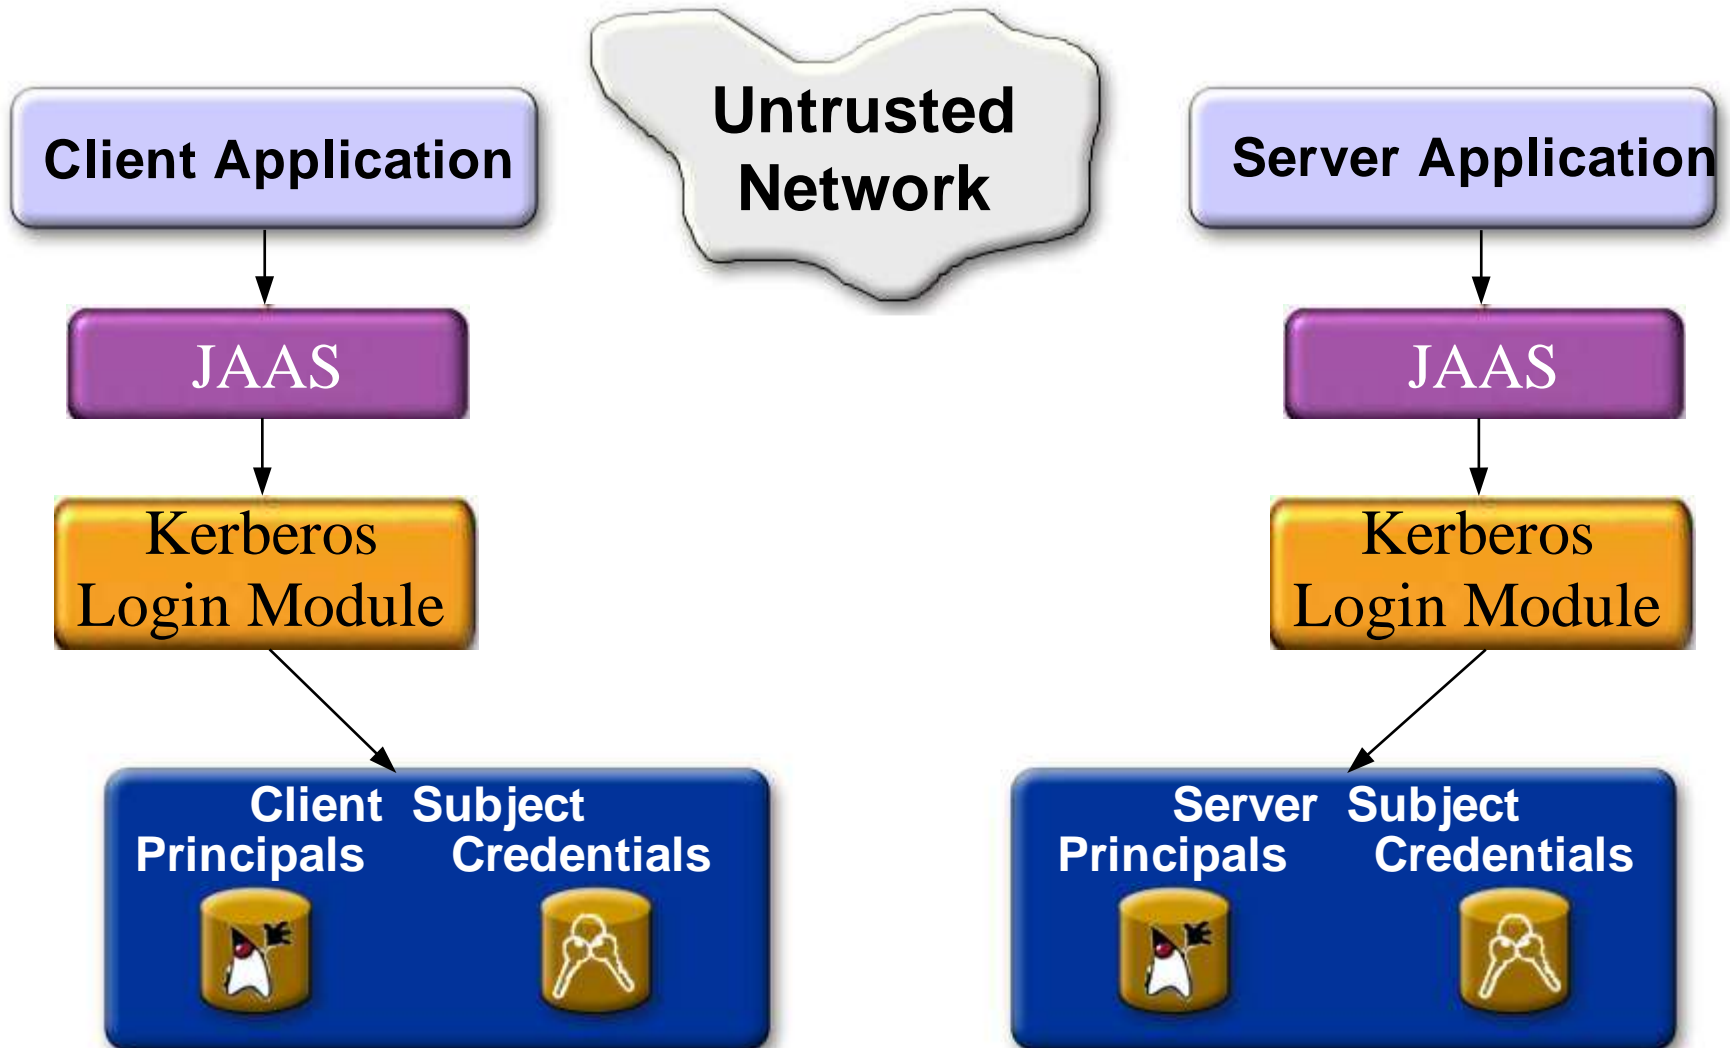 Untrusted
Network
Client Application
Server Application
JAAS
JAAS
Kerberos
Login Module
Kerberos
Login Module
Client Subject
Principals Credentials
Server Subject
Principals Credentials